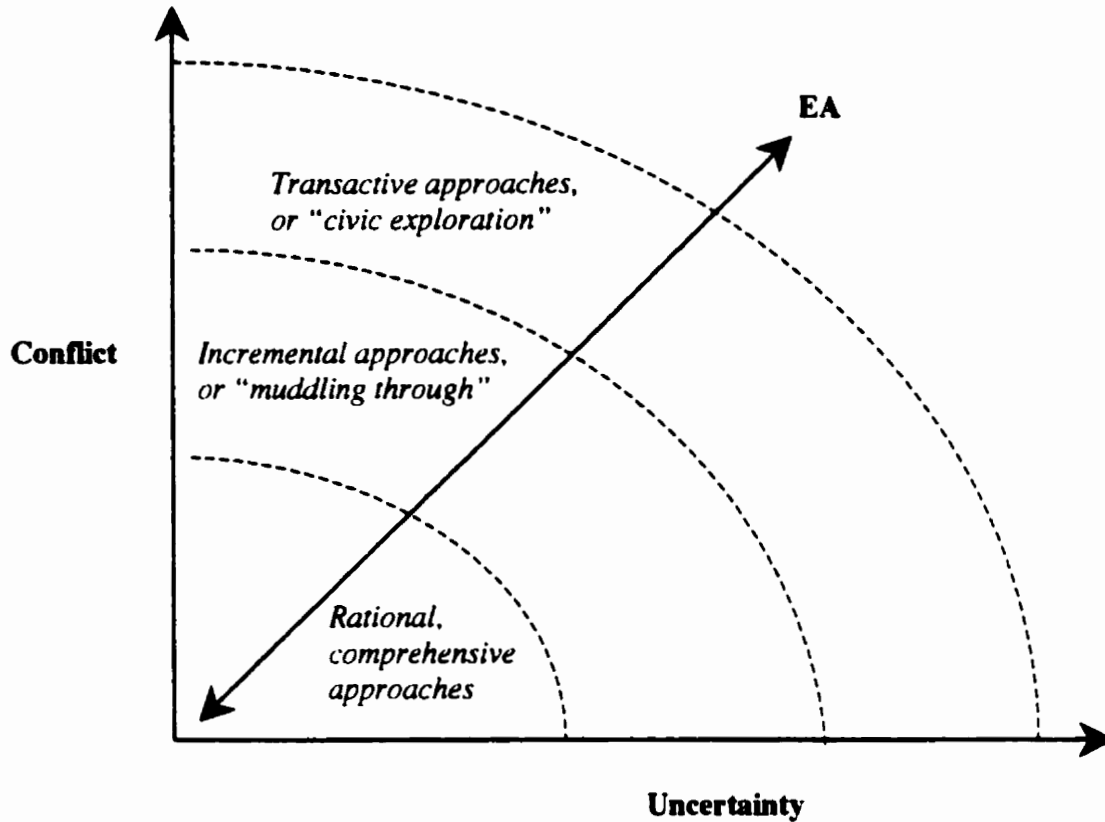 EA
Transactive approaches,
or “civic exploration”
Conflict
Incremental approaches,
or “muddling through”
Rational,
comprehensive
approaches
Uncertainty